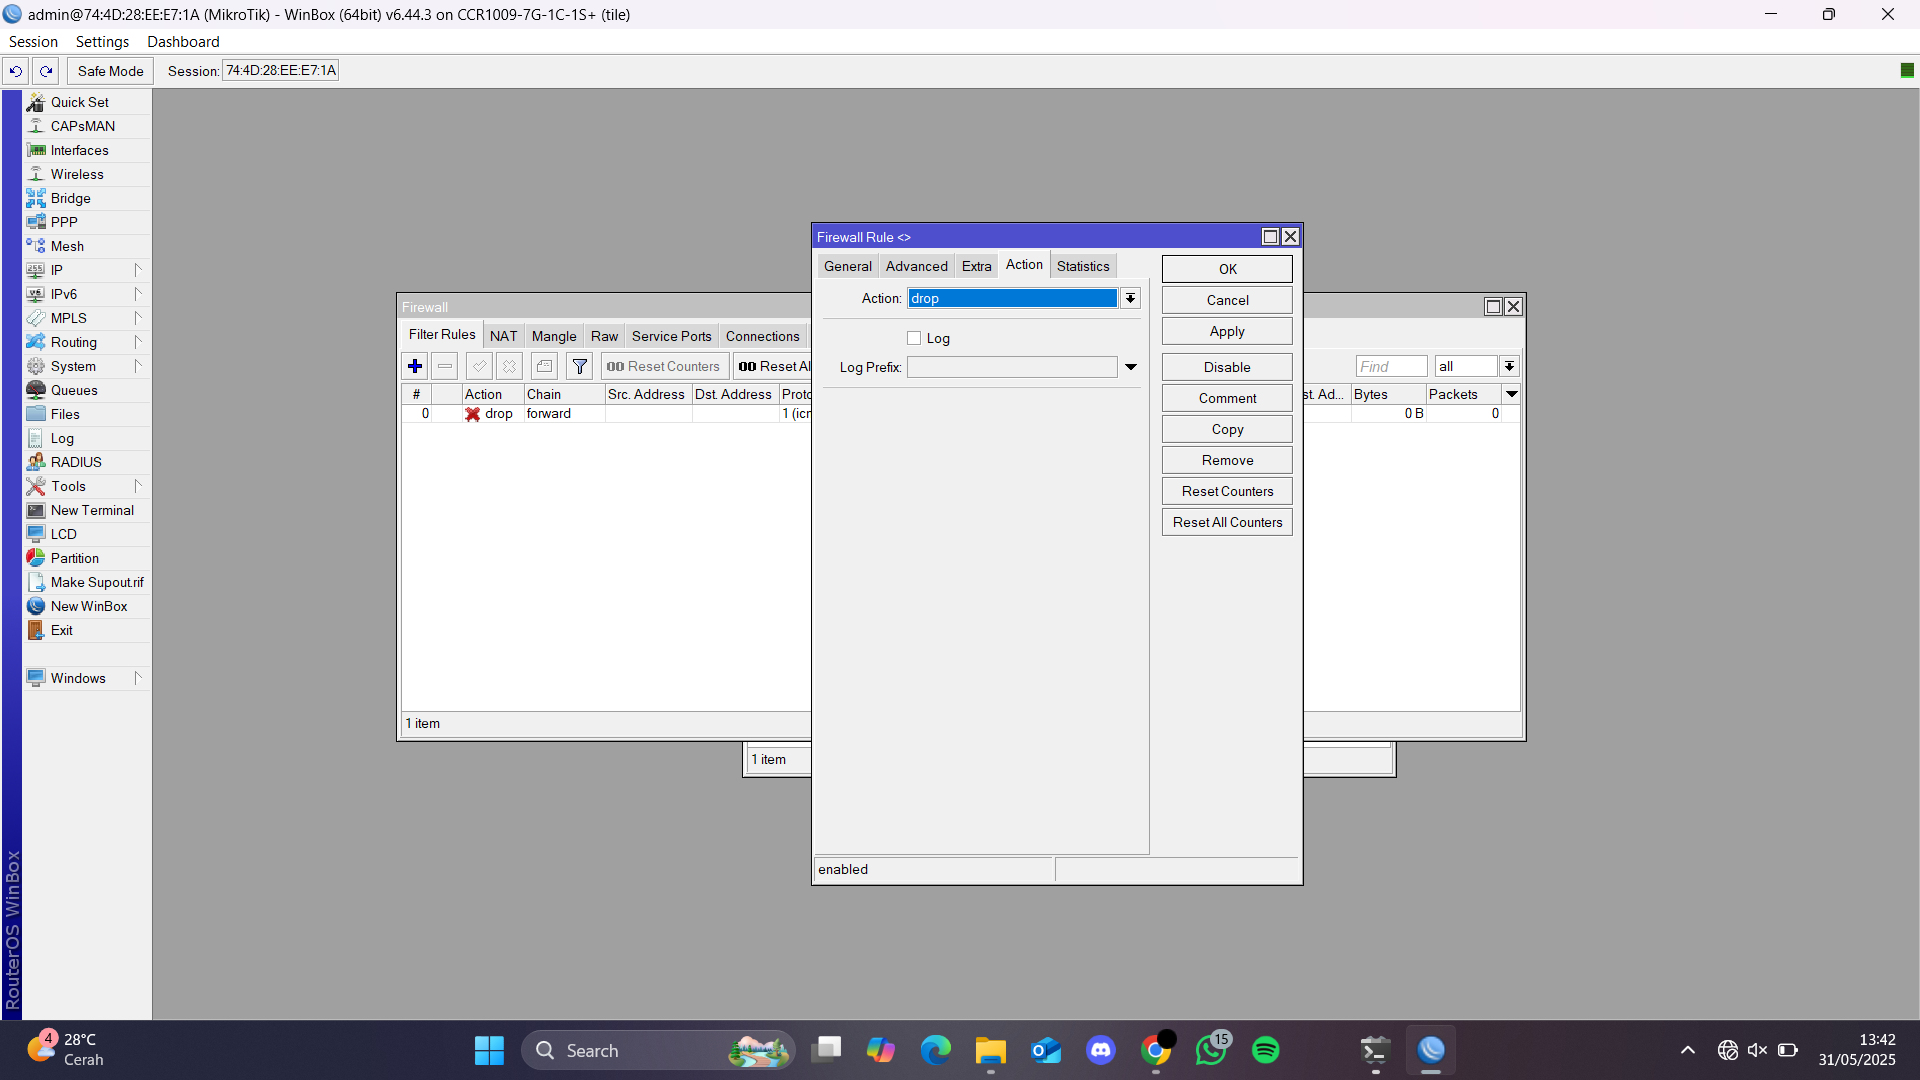 admin@74:4D:28:EE:E7:1A (MikroTik) - WinBox (64bit) v6.44.3 on CCR1009-7G-1C-1S+ (tile)
Session Settings Dashboard
Safe Mode Session: 74:4D:28:EE:E7:1A
Quick Set
CAPsMAN
Interfaces
Wireless
Bridge
PPP
Mesh
IP
IPv6
MPLS
Routing
System
Queues
Files
Log
RADIUS
Tools
New Terminal
LCD
Partition
Make Supout.rif
New WinBox
Exit
Windows
RouterOS WinBox
Firewall
Filter Rules NAT Mangle Raw Service Ports Connections
Reset Counters Reset Al
Find all
# Action Chain Src. Address Dst. Address Proto st. Ad... Bytes Packets
0 drop forward 1 (icr 0 B 0
1 item
1 item
Firewall Rule <>
General Advanced Extra Action Statistics
Action: drop
Log
Log Prefix:
OK
Cancel
Apply
Disable
Comment
Copy
Remove
Reset Counters
Reset All Counters
enabled
4
28°C
Cerah
Search
15
13:42
31/05/2025